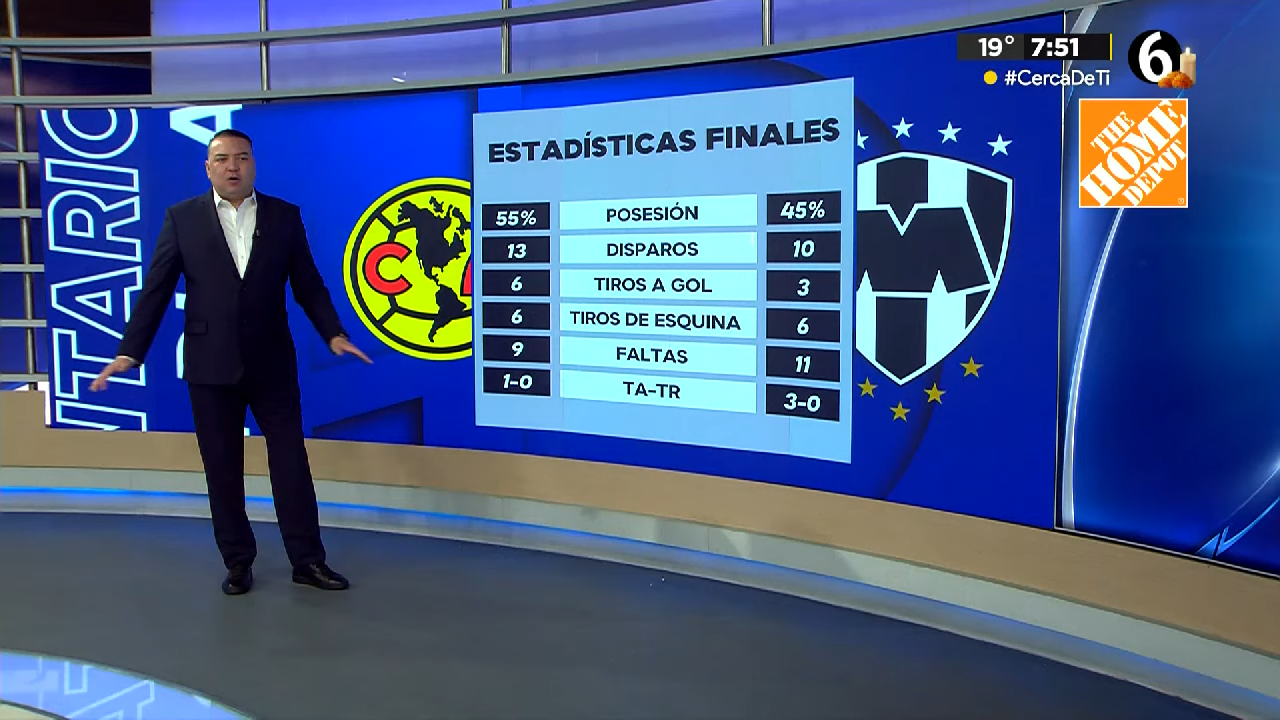 19° 7:51
6
#CercaDeTi
THE
HOME
DEPOT
ESTADÍSTICAS FINALES
55% POSESIÓN 45%
13 DISPAROS 10
6 TIROS A GOL 3
6 TIROS DE ESQUINA 6
9 FALTAS 11
1-0 TA-TR 3-0
C
M